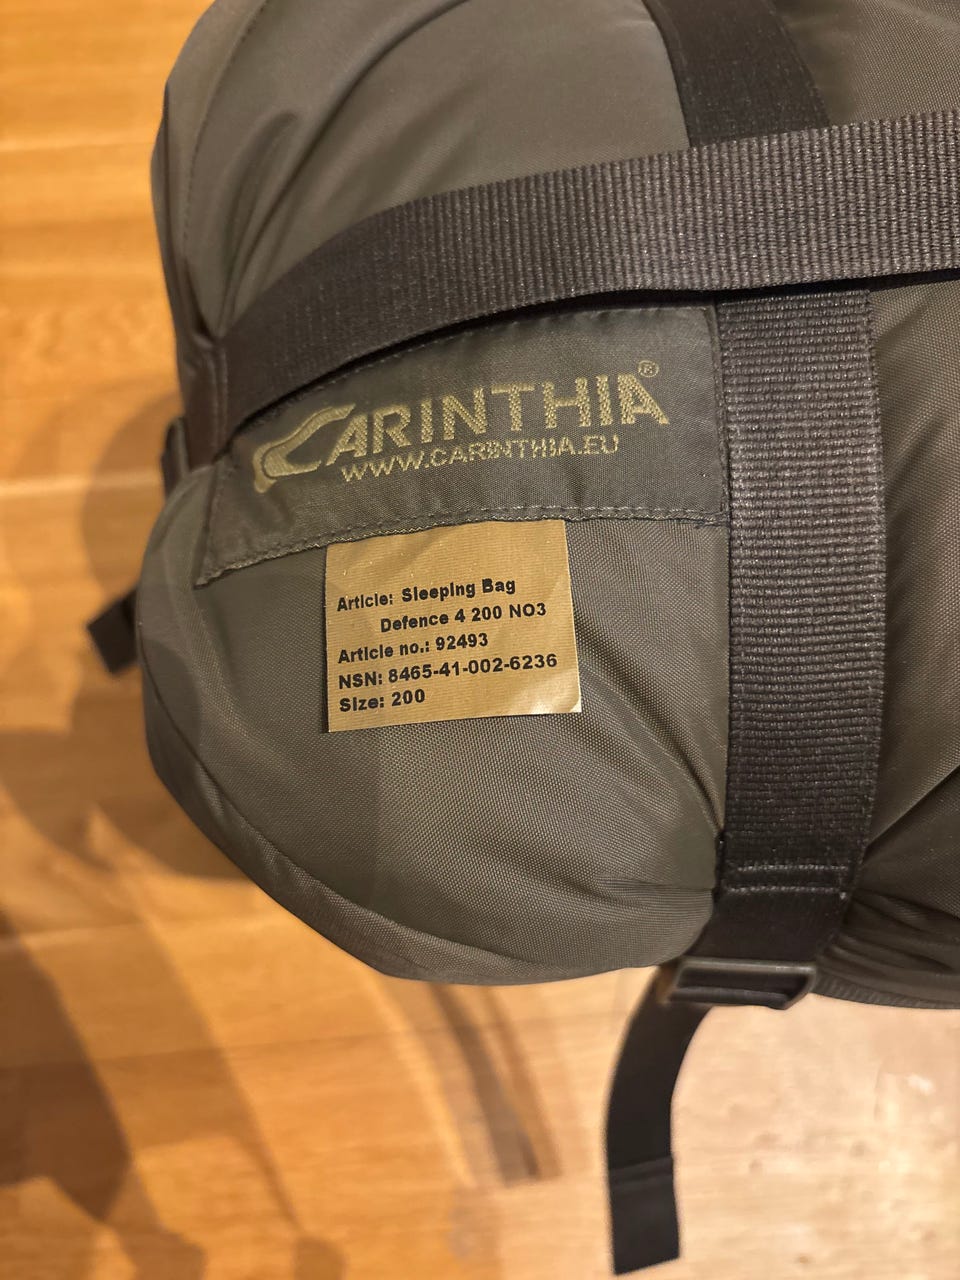 CARINTHIA®
WWW.CARINTHIA.EU
Article: Sleeping Bag
Defence 4 200 NO3
Article no.: 92493
NSN: 8465-41-002-6236
Size: 200